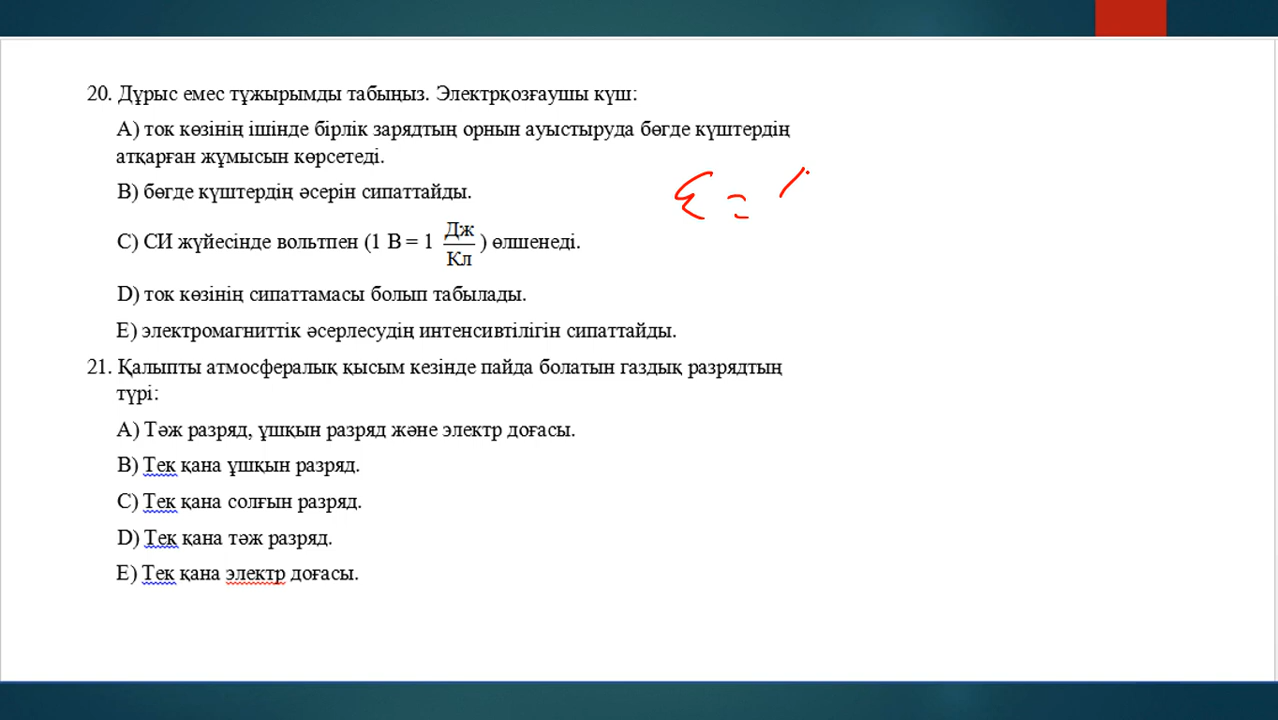 20. Дұрыс емес тұжырымды табыңыз. Электрқозғаушы күш:
A) ток көзінің ішінде бірлік зарядтың орнын ауыстыруда бөгде күштердің
атқарған жұмысын көрсетеді.
B) бөгде күштердің әсерін сипаттайды.
ε =
C) СИ жүйесінде вольтпен (1 В = 1 Дж/Кл) өлшенеді.
D) ток көзінің сипаттамасы болып табылады.
E) электромагниттік әсерлесудің интенсивтілігін сипаттайды.
21. Қалыпты атмосфералық қысым кезінде пайда болатын газдық разрядтың
түрі:
A) Тәж разряд, ұшқын разряд және электр доғасы.
B) Тек қана ұшқын разряд.
C) Тек қана солғын разряд.
D) Тек қана тәж разряд.
E) Тек қана электр доғасы.